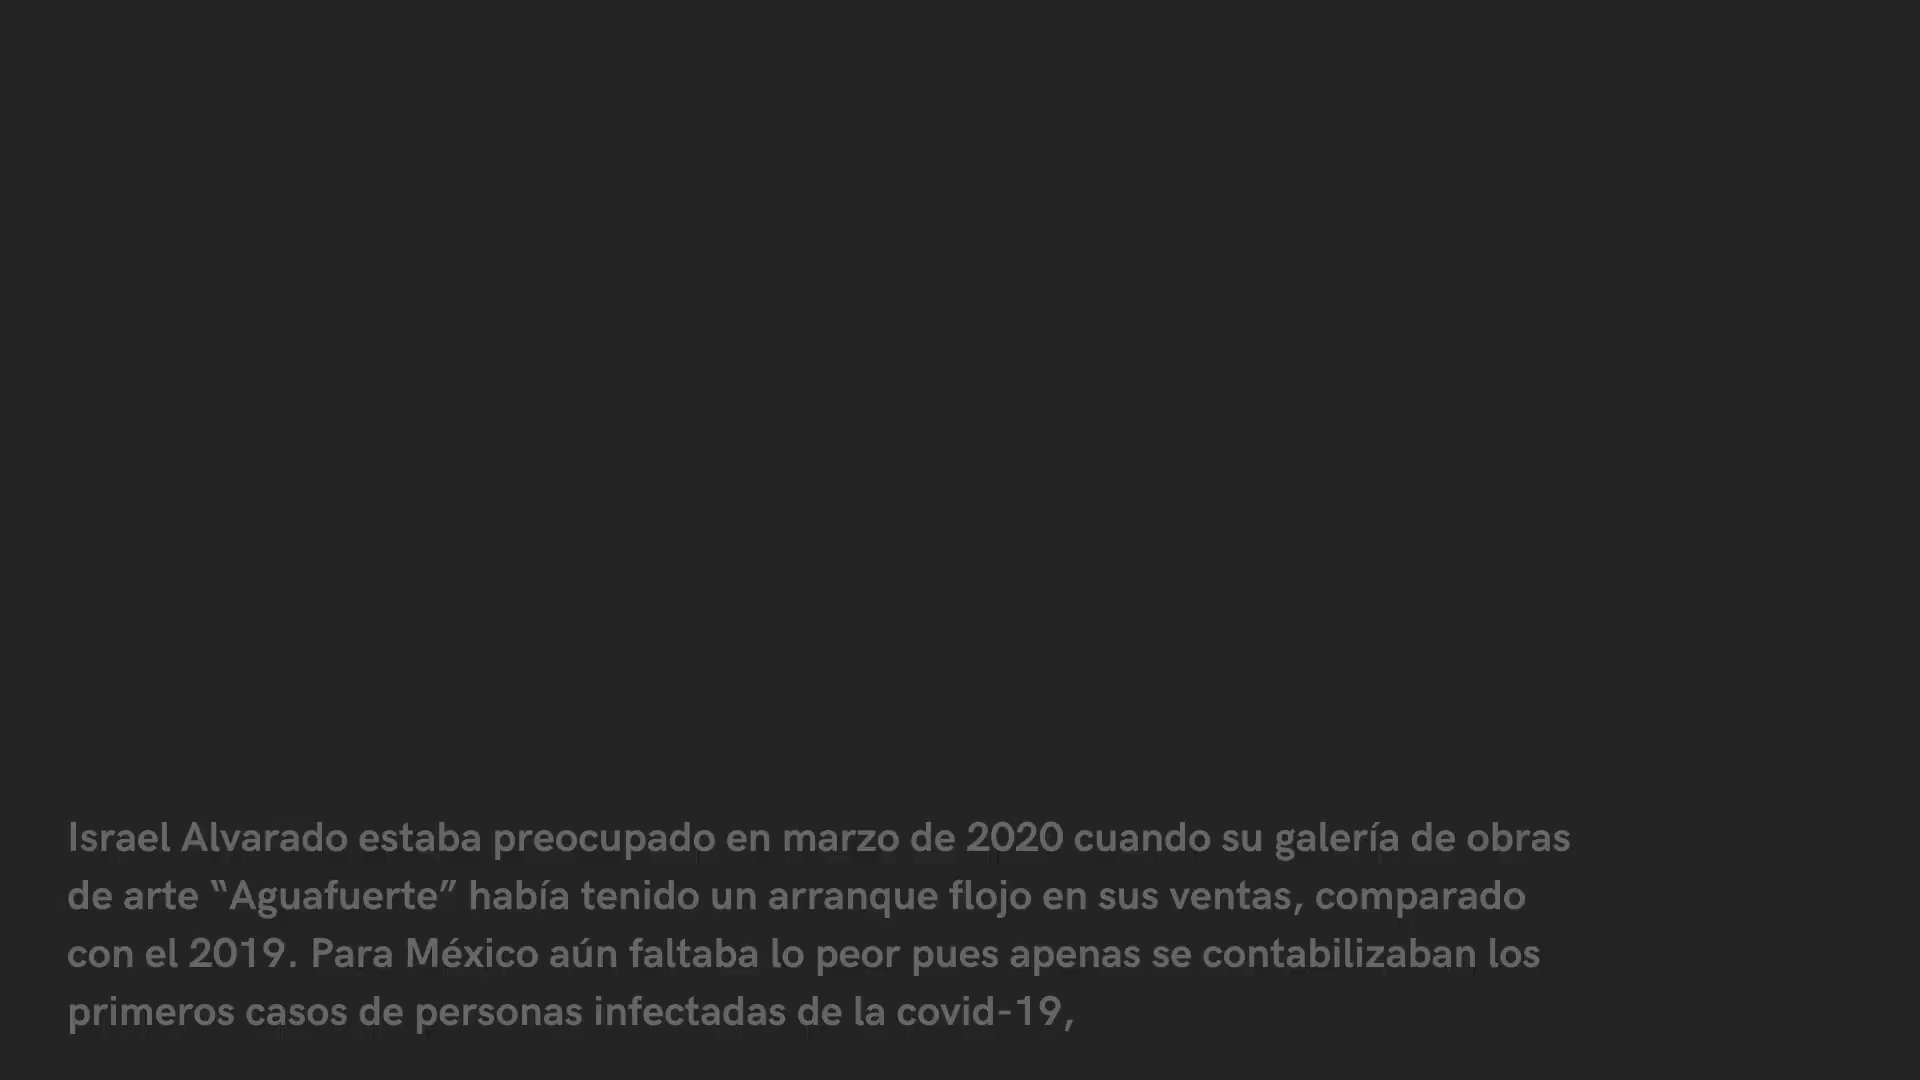 Israel Alvarado estaba preocupado en marzo de 2020 cuando su galería de obras
de arte “Aguafuerte” había tenido un arranque flojo en sus ventas, comparado
con el 2019. Para México aún faltaba lo peor pues apenas se contabilizaban los
primeros casos de personas infectadas de la covid-19,